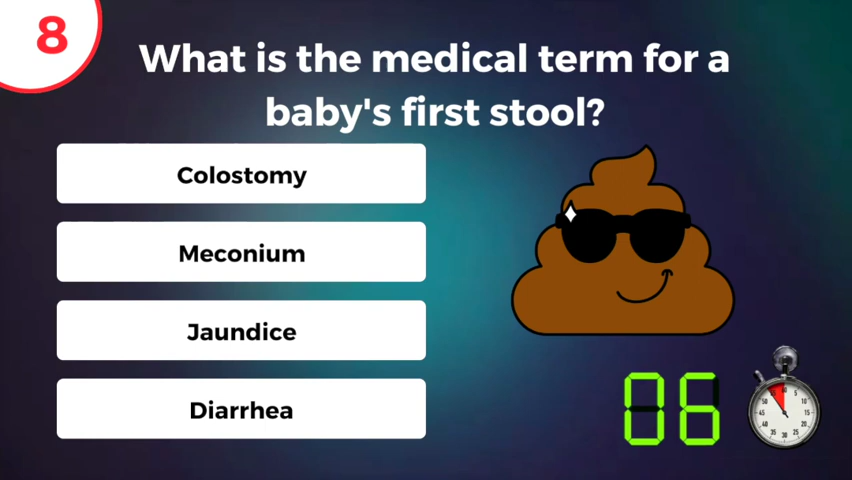 8
What is the medical term for a
baby's first stool?
Colostomy
Meconium
Jaundice
Diarrhea
06